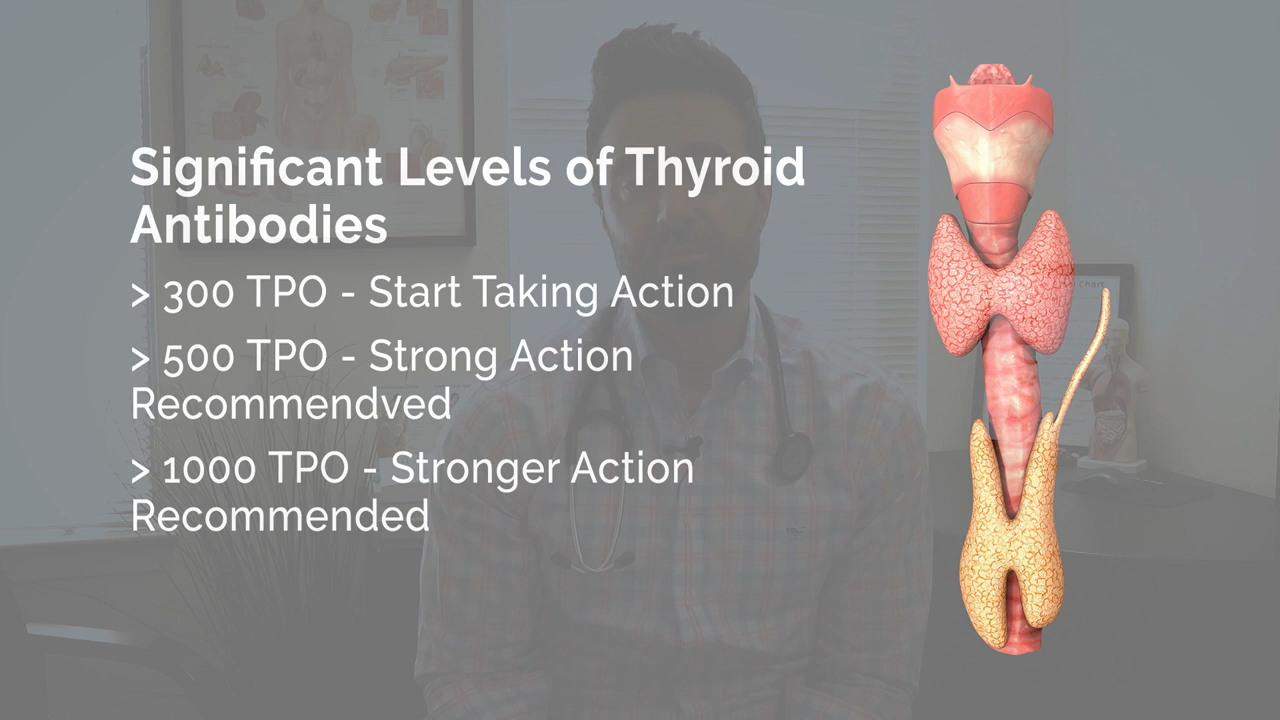 Significant Levels of Thyroid
Antibodies
> 300 TPO - Start Taking Action
> 500 TPO - Strong Action
Recommendved
> 1000 TPO - Stronger Action
Recommended
Chart